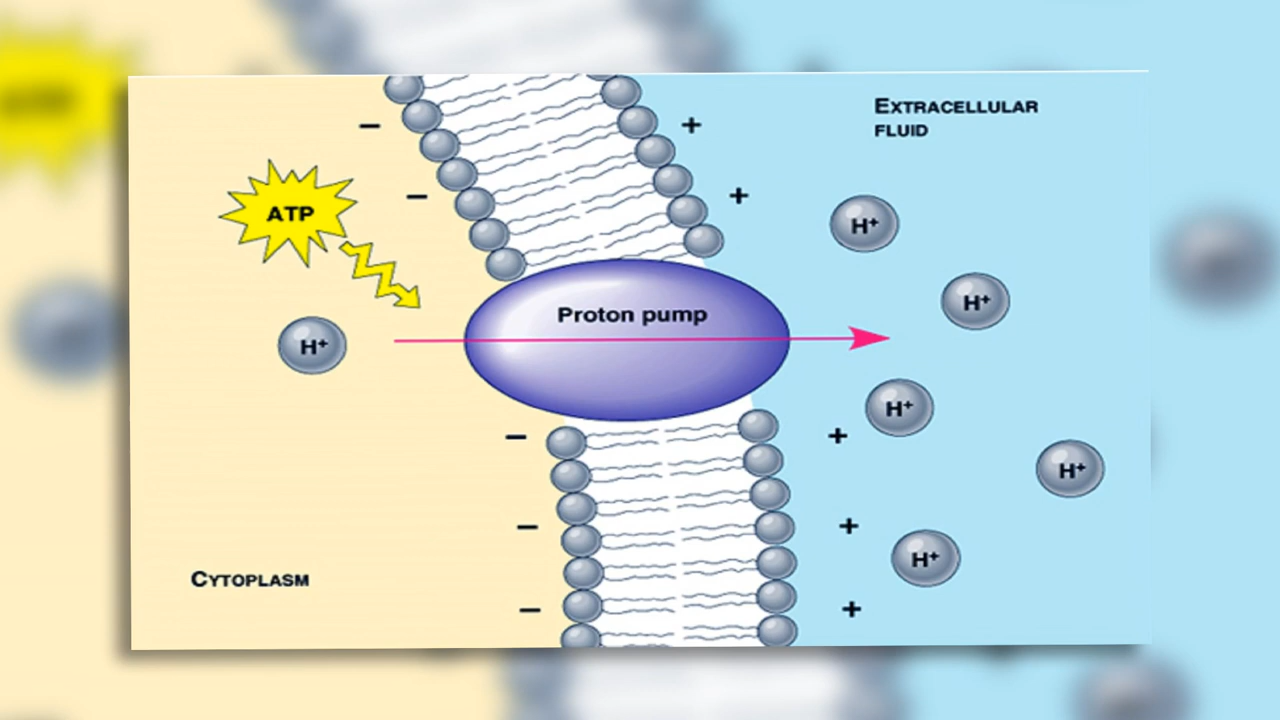 EXTRACELLULAR
FLUID
−
+
−
+
ATP
H⁺
H⁺
Proton pump
H⁺
H⁺
−
+
H⁺
−
+
H⁺
CYTOPLASM
−
+